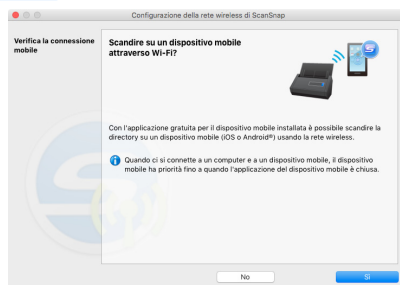 Configurazione della rete wireless di ScanSnap
Verifica la connessione
mobile
Scandire su un dispositivo mobile
attraverso Wi-Fi?
Con l'applicazione gratuita per il dispositivo mobile installata è possibile scandire la
directory su un dispositivo mobile (iOS o Android®) usando la rete wireless.
Quando ci si connette a un computer e a un dispositivo mobile, il dispositivo
mobile ha priorità fino a quando l'applicazione del dispositivo mobile è chiusa.
No
Sì